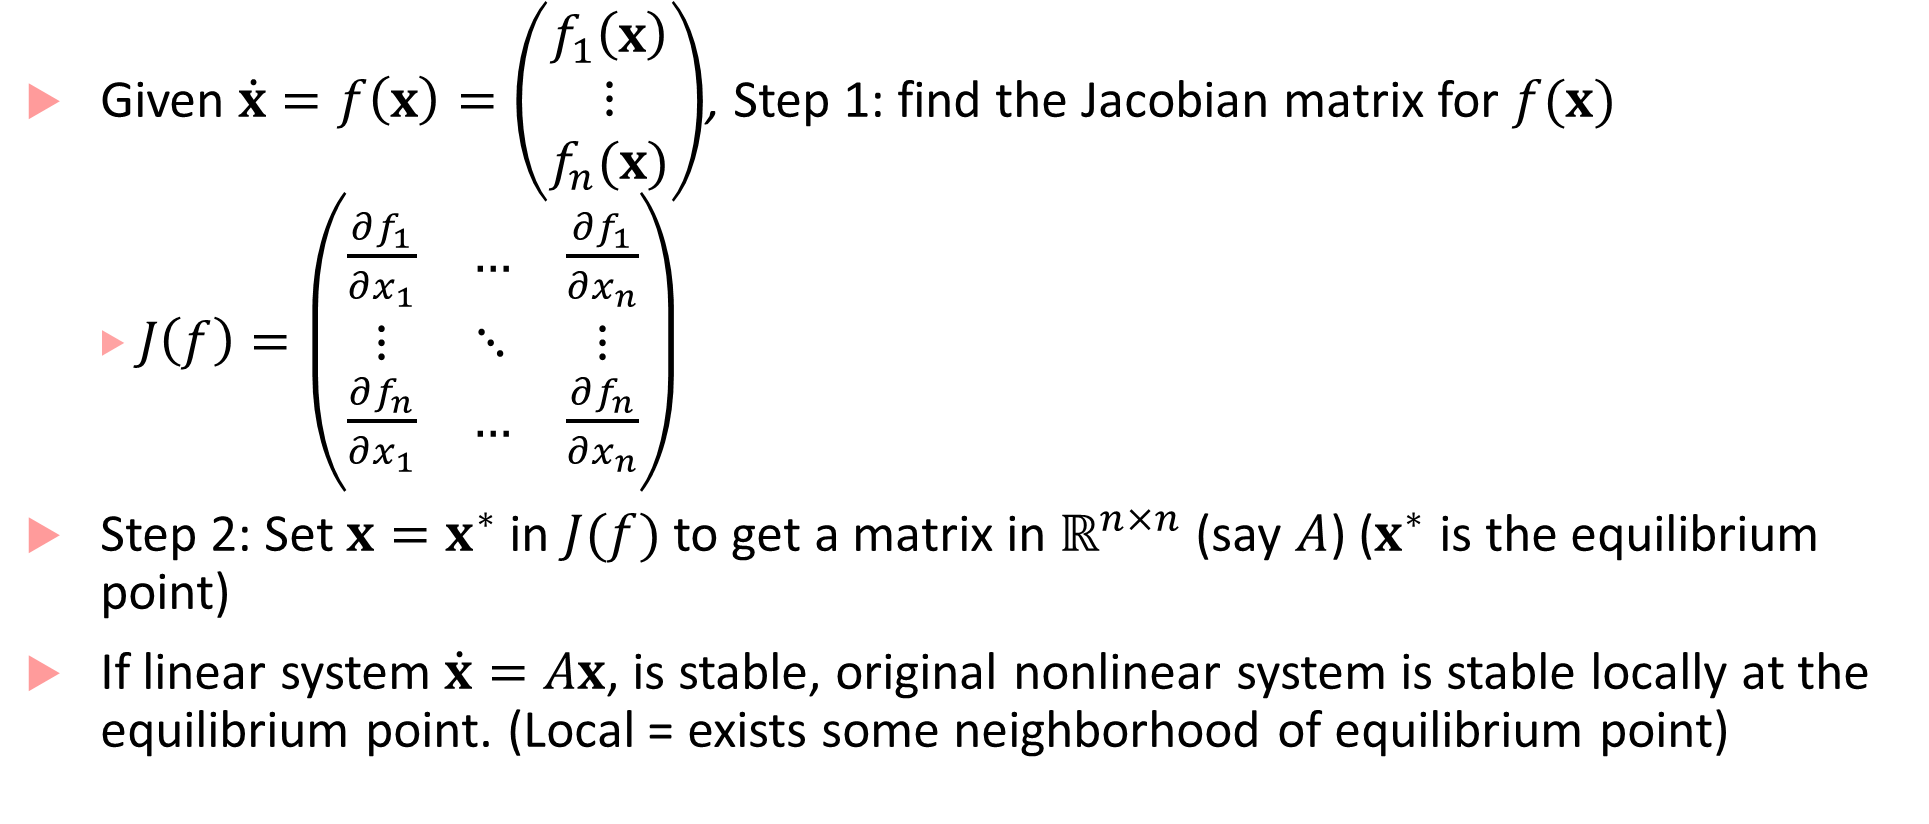 Given ẋ = f(x) = (f₁(x) ⋮ fₙ(x)), Step 1: find the Jacobian matrix for f(x)
J(f) = (∂f₁/∂x₁ … ∂f₁/∂xₙ ⋮ ⋱ ⋮ ∂fₙ/∂x₁ … ∂fₙ/∂xₙ)
Step 2: Set x = x* in J(f) to get a matrix in ℝⁿˣⁿ (say A) (x* is the equilibrium
point)
If linear system ẋ = Ax, is stable, original nonlinear system is stable locally at the
equilibrium point. (Local = exists some neighborhood of equilibrium point)